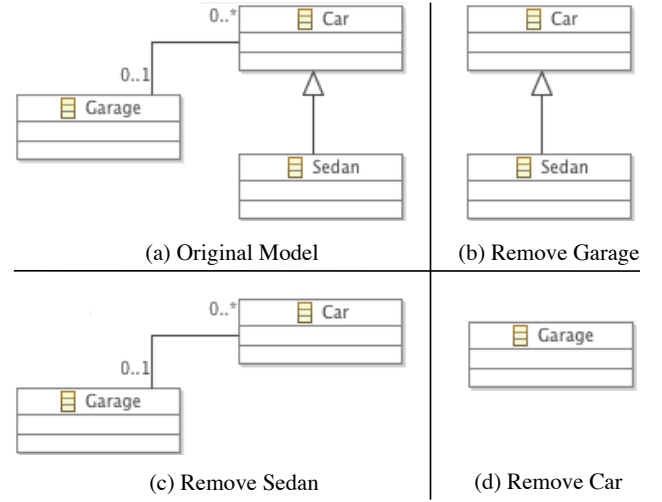 0..*
Car
0..1
Garage
Sedan
(a) Original Model
Car
Sedan
(b) Remove Garage
0..*
Car
0..1
Garage
(c) Remove Sedan
Garage
(d) Remove Car